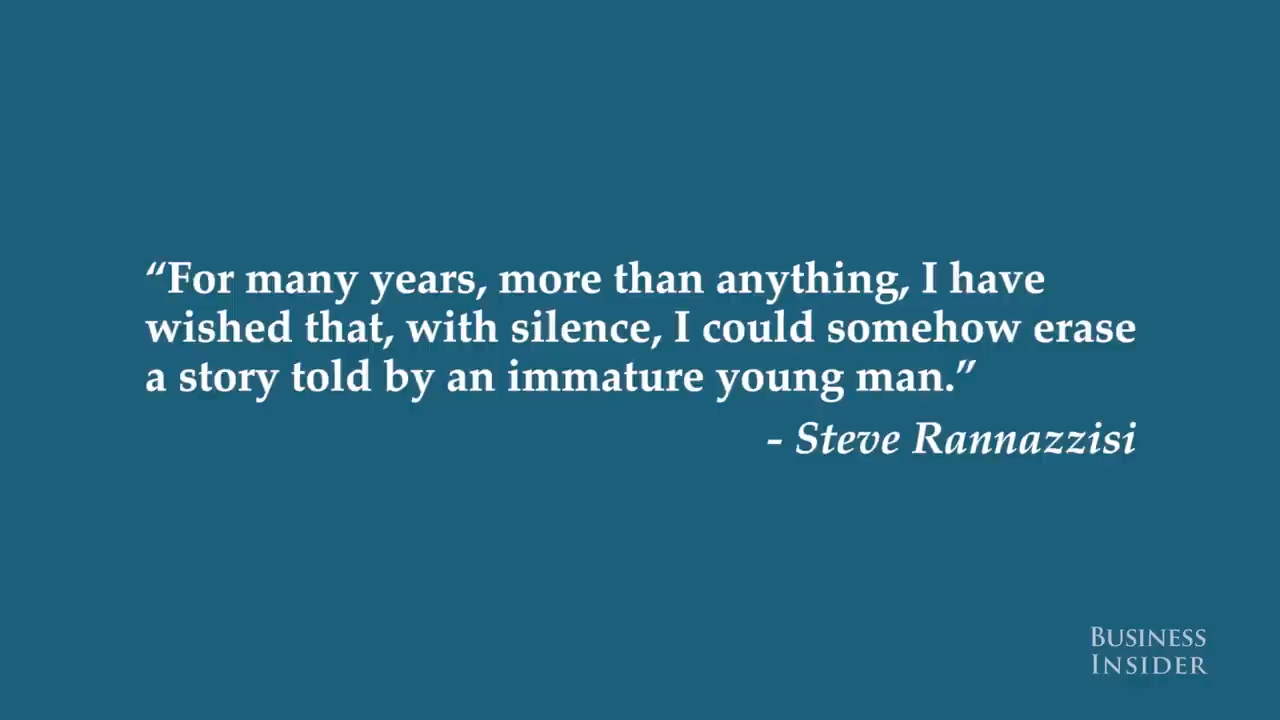 “For many years, more than anything, I have
wished that, with silence, I could somehow erase
a story told by an immature young man.”
- Steve Rannazzisi
BUSINESS
INSIDER